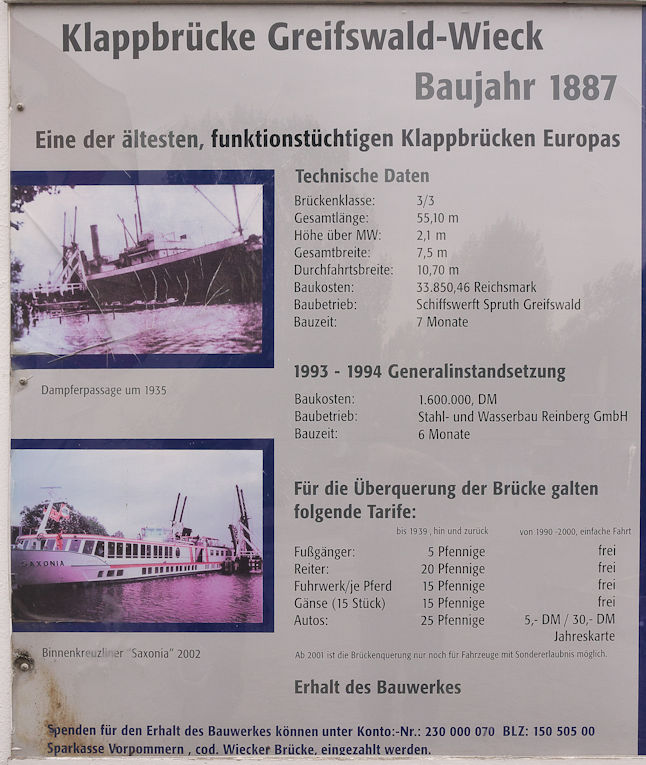 Klappbrücke Greifswald-Wieck
Baujahr 1887
Eine der ältesten, funktionstüchtigen Klappbrücken Europas
Technische Daten
Brückenklasse: 3/3
Gesamtlänge: 55,10 m
Höhe über MW: 2,1 m
Gesamtbreite: 7,5 m
Durchfahrtsbreite: 10,70 m
Baukosten: 33.850,46 Reichsmark
Baubetrieb: Schiffswerft Spruth Greifswald
Bauzeit: 7 Monate
Dampferpassage um 1935
1993 - 1994 Generalinstandsetzung
Baukosten: 1.600.000, DM
Baubetrieb: Stahl- und Wasserbau Reinberg GmbH
Bauzeit: 6 Monate
SAXONIA
Binnenkreuzliner "Saxonia" 2002
Für die Überquerung der Brücke galten
folgende Tarife:
bis 1939 , hin und zurück von 1990 -2000, einfache Fahrt
Fußgänger: 5 Pfennige frei
Reiter: 20 Pfennige frei
Fuhrwerk/je Pferd 15 Pfennige frei
Gänse (15 Stück) 15 Pfennige frei
Autos: 25 Pfennige 5,- DM / 30,- DM
Jahreskarte
Ab 2001 ist die Brückenquerung nur noch für Fahrzeuge mit Sondererlaubnis möglich.
Erhalt des Bauwerkes
Spenden für den Erhalt des Bauwerkes können unter Konto:-Nr.: 230 000 070 BLZ: 150 505 00
Sparkasse Vorpommern , cod. Wiecker Brücke, eingezahlt werden.